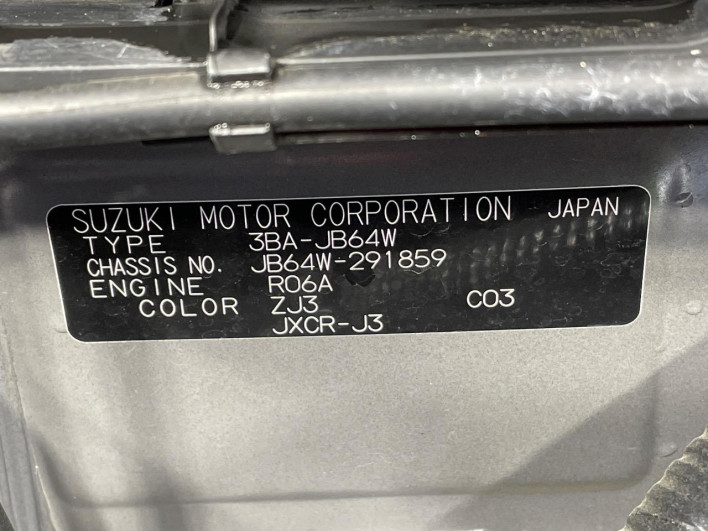 SUZUKI MOTOR CORPORATION JAPAN
TYPE 3BA-JB64W
CHASSIS NO. JB64W-291859
ENGINE R06A
COLOR ZJ3 C03
JXCR-J3